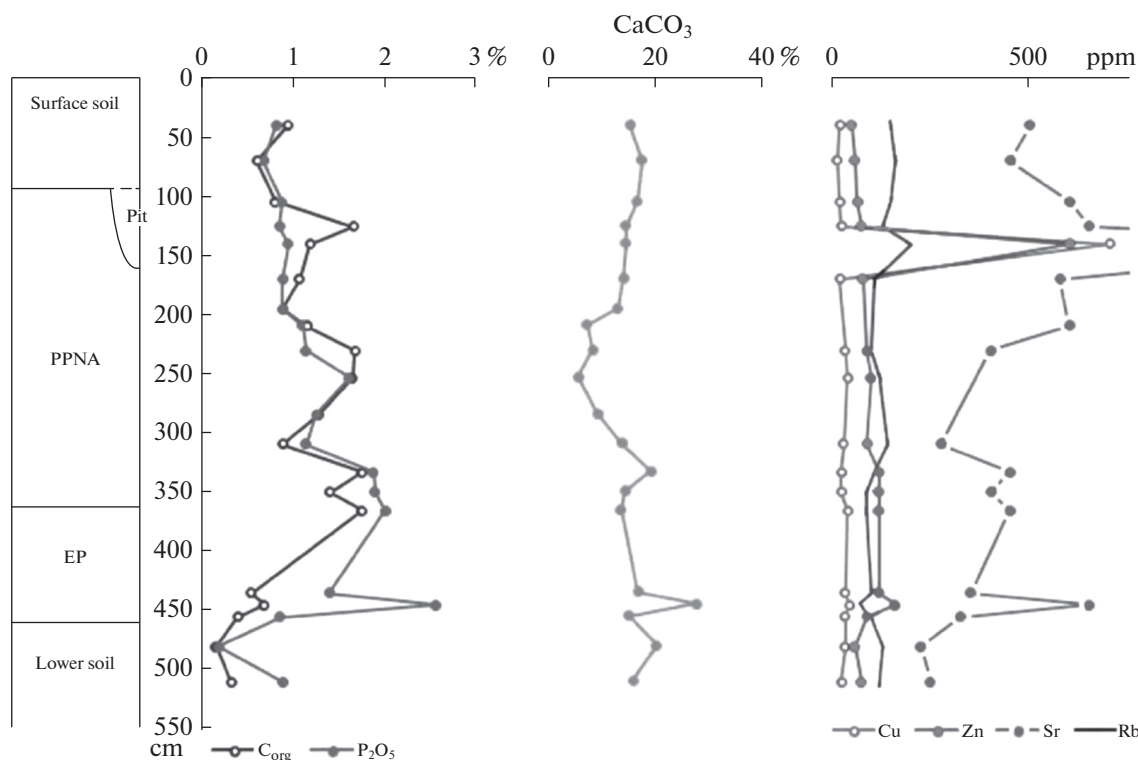 CaCO₃
0 1 2 3 % 0 20 40 % 0 500 ppm
0
Surface soil
50
100
Pit
150
200
PPNA
250
300
350
400
EP
450
500
Lower soil
550
cm C_org P₂O₅ Cu Zn Sr Rb